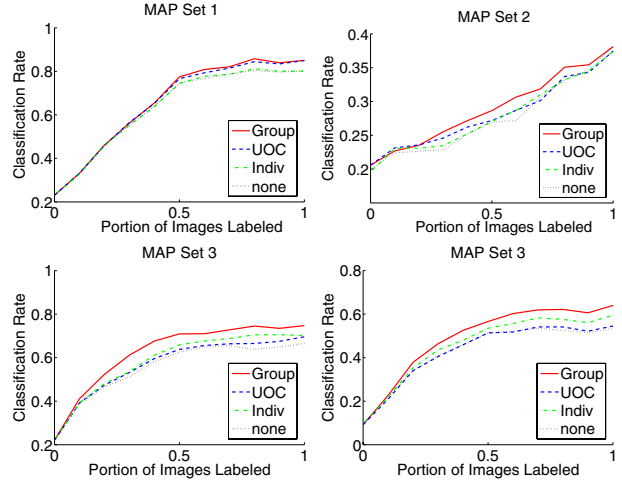 MAP Set 1
1
0.8
0.6
0.4
0.2
Classification Rate
0
0.5
1
Portion of Images Labeled
Group
UOC
Indiv
none
MAP Set 2
0.4
0.35
0.3
0.25
0.2
Classification Rate
0
0.5
1
Portion of Images Labeled
Group
UOC
Indiv
none
MAP Set 3
1
0.8
0.6
0.4
0.2
Classification Rate
0
0.5
1
Portion of Images Labeled
Group
UOC
Indiv
none
MAP Set 3
0.8
0.6
0.4
0.2
0
Classification Rate
0
0.5
1
Portion of Images Labeled
Group
UOC
Indiv
none